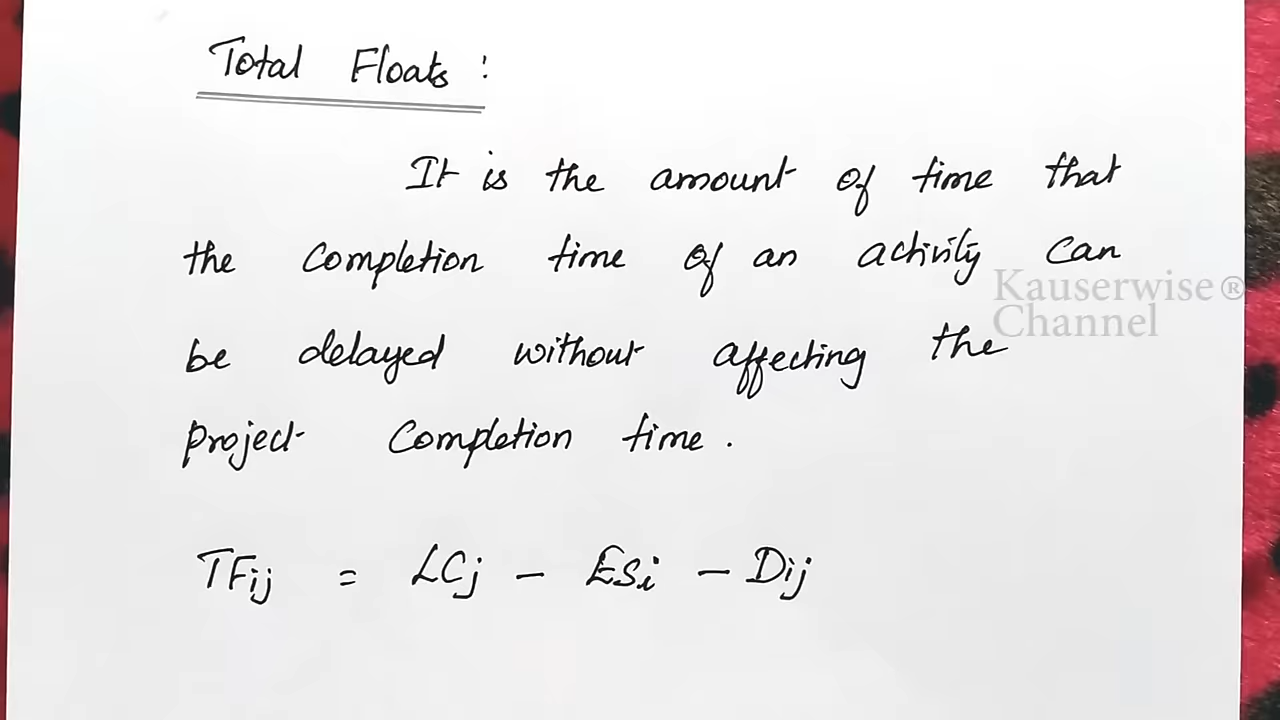 Total Floats :
It is the amount of time that
the completion time of an activity can
Kauserwise®
Channel
be delayed without affecting the
project completion time.
TFij = LCj - ESi - Dij